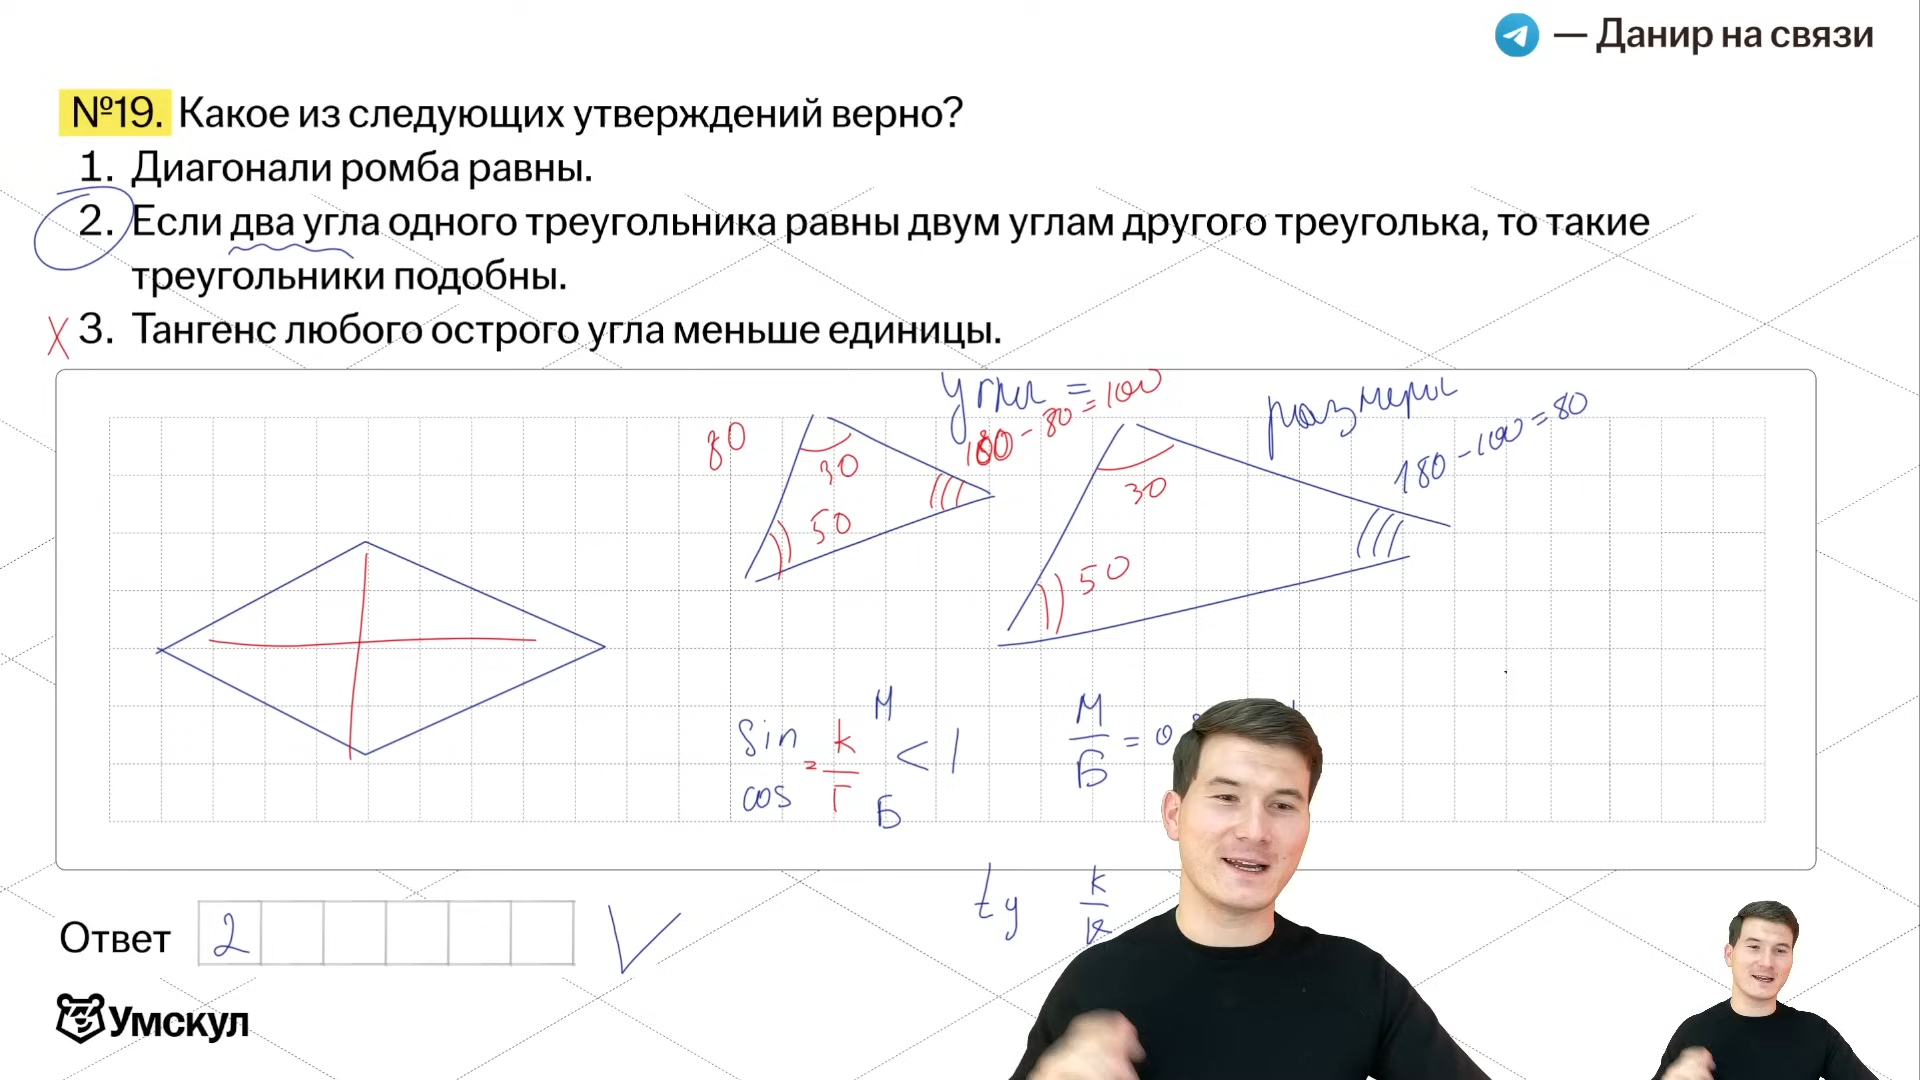 — Данир на связи
№19. Какое из следующих утверждений верно?
1. Диагонали ромба равны.
2. Если два угла одного треугольника равны двум углам другого треуголька, то такие
треугольники подобны.
X 3. Тангенс любого острого угла меньше единицы.
углы =
размеры
80
180 - 80 = 100
180 - 100 = 80
30
50
30
50
sin
cos
= k
Г
М
Б
< 1
М
Б
= 0
tg
k
k
Ответ 2
Умскул